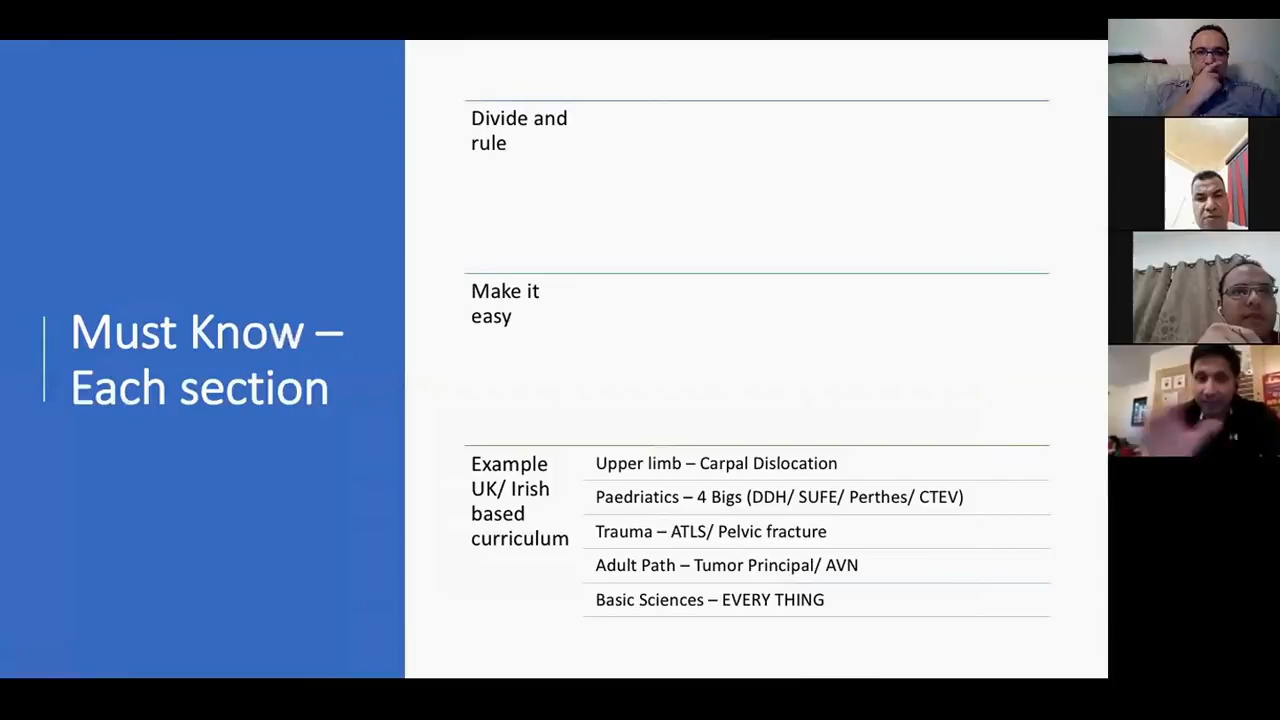 Must Know –
Each section
Divide and
rule
Make it
easy
Example
UK/ Irish
based
curriculum
Upper limb – Carpal Dislocation
Paedriatics – 4 Bigs (DDH/ SUFE/ Perthes/ CTEV)
Trauma – ATLS/ Pelvic fracture
Adult Path – Tumor Principal/ AVN
Basic Sciences – EVERY THING